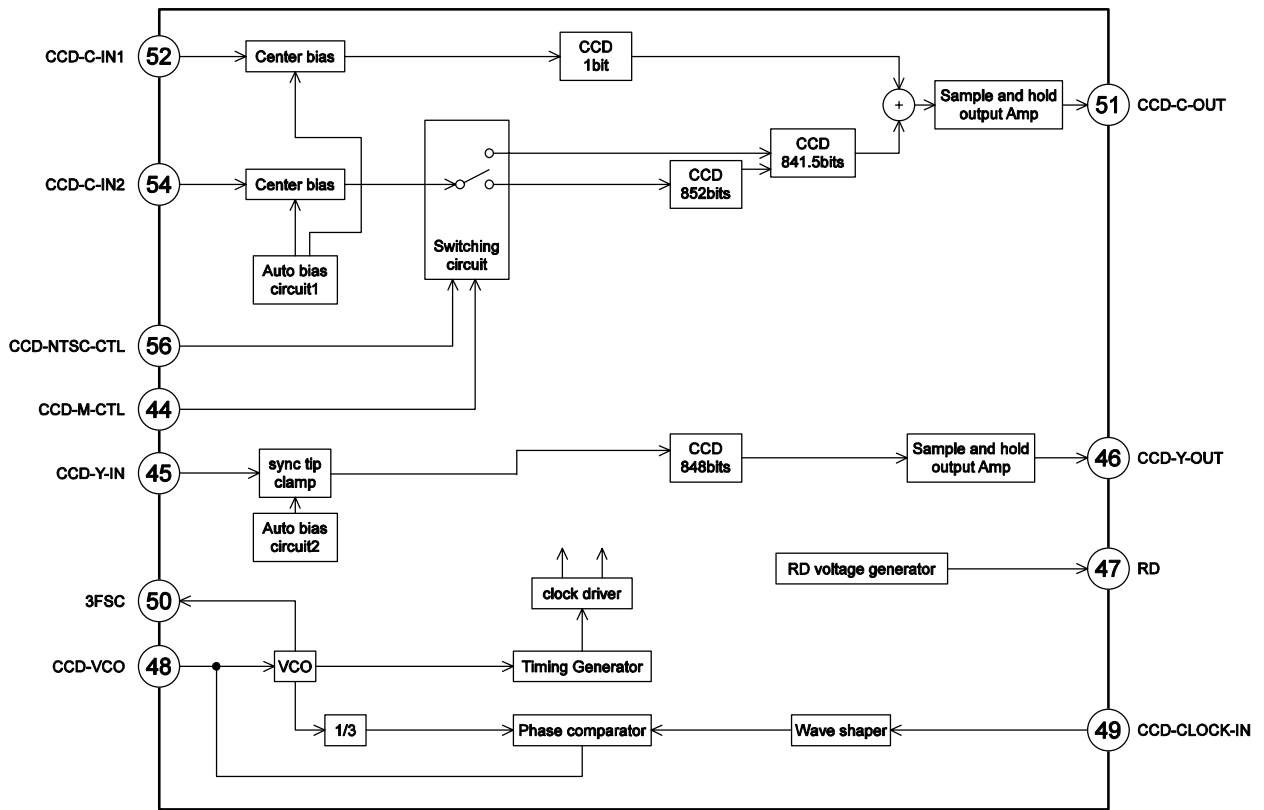 CCD-C-IN1
52
Center bias
CCD
1bit
+
Sample and hold
output Amp
51
CCD-C-OUT
CCD-C-IN2
54
Center bias
CCD
841.5bits
CCD
852bits
Switching
circuit
Auto bias
circuit1
CCD-NTSC-CTL
56
CCD-M-CTL
44
CCD-Y-IN
45
sync tip
clamp
CCD
848bits
Sample and hold
output Amp
46
CCD-Y-OUT
Auto bias
circuit2
RD voltage generator
47
RD
3FSC
50
clock driver
CCD-VCO
48
VCO
Timing Generator
1/3
Phase comparator
Wave shaper
49
CCD-CLOCK-IN